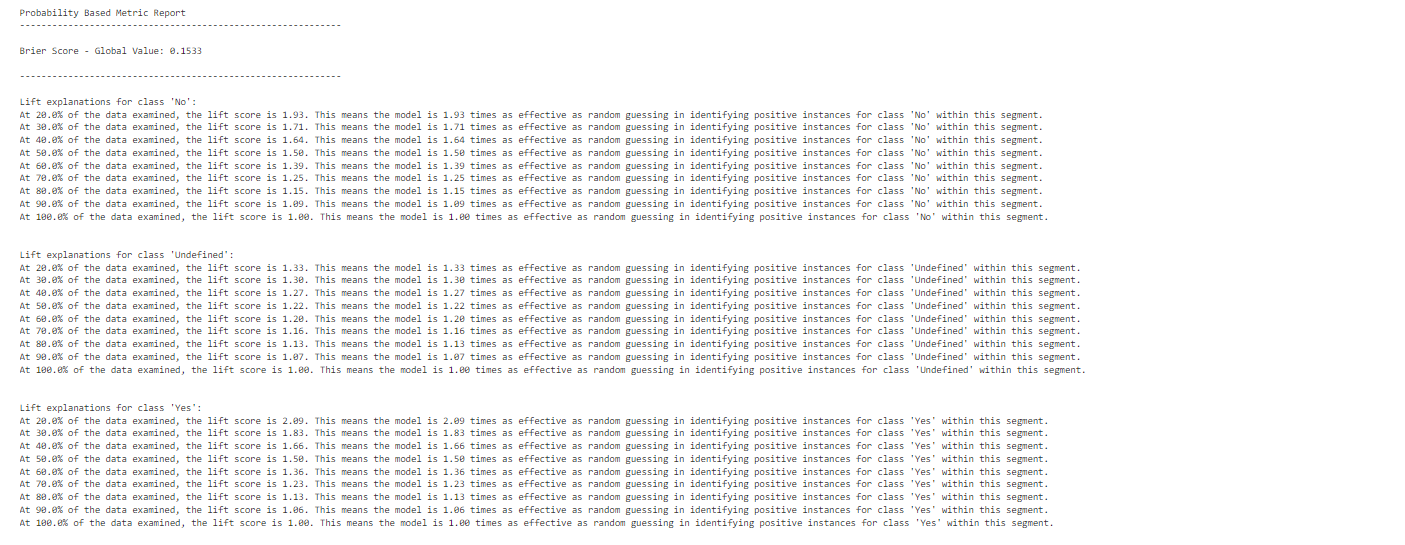 Probability Based Metric Report
------------------------------------------------------------
Brier Score - Global Value: 0.1533
------------------------------------------------------------
Lift explanations for class 'No':
At 20.0% of the data examined, the lift score is 1.93. This means the model is 1.93 times as effective as random guessing in identifying positive instances for class 'No' within this segment.
At 30.0% of the data examined, the lift score is 1.71. This means the model is 1.71 times as effective as random guessing in identifying positive instances for class 'No' within this segment.
At 40.0% of the data examined, the lift score is 1.64. This means the model is 1.64 times as effective as random guessing in identifying positive instances for class 'No' within this segment.
At 50.0% of the data examined, the lift score is 1.50. This means the model is 1.50 times as effective as random guessing in identifying positive instances for class 'No' within this segment.
At 60.0% of the data examined, the lift score is 1.39. This means the model is 1.39 times as effective as random guessing in identifying positive instances for class 'No' within this segment.
At 70.0% of the data examined, the lift score is 1.25. This means the model is 1.25 times as effective as random guessing in identifying positive instances for class 'No' within this segment.
At 80.0% of the data examined, the lift score is 1.15. This means the model is 1.15 times as effective as random guessing in identifying positive instances for class 'No' within this segment.
At 90.0% of the data examined, the lift score is 1.09. This means the model is 1.09 times as effective as random guessing in identifying positive instances for class 'No' within this segment.
At 100.0% of the data examined, the lift score is 1.00. This means the model is 1.00 times as effective as random guessing in identifying positive instances for class 'No' within this segment.
Lift explanations for class 'Undefined':
At 20.0% of the data examined, the lift score is 1.33. This means the model is 1.33 times as effective as random guessing in identifying positive instances for class 'Undefined' within this segment.
At 30.0% of the data examined, the lift score is 1.30. This means the model is 1.30 times as effective as random guessing in identifying positive instances for class 'Undefined' within this segment.
At 40.0% of the data examined, the lift score is 1.27. This means the model is 1.27 times as effective as random guessing in identifying positive instances for class 'Undefined' within this segment.
At 50.0% of the data examined, the lift score is 1.22. This means the model is 1.22 times as effective as random guessing in identifying positive instances for class 'Undefined' within this segment.
At 60.0% of the data examined, the lift score is 1.20. This means the model is 1.20 times as effective as random guessing in identifying positive instances for class 'Undefined' within this segment.
At 70.0% of the data examined, the lift score is 1.16. This means the model is 1.16 times as effective as random guessing in identifying positive instances for class 'Undefined' within this segment.
At 80.0% of the data examined, the lift score is 1.13. This means the model is 1.13 times as effective as random guessing in identifying positive instances for class 'Undefined' within this segment.
At 90.0% of the data examined, the lift score is 1.07. This means the model is 1.07 times as effective as random guessing in identifying positive instances for class 'Undefined' within this segment.
At 100.0% of the data examined, the lift score is 1.00. This means the model is 1.00 times as effective as random guessing in identifying positive instances for class 'Undefined' within this segment.
Lift explanations for class 'Yes':
At 20.0% of the data examined, the lift score is 2.09. This means the model is 2.09 times as effective as random guessing in identifying positive instances for class 'Yes' within this segment.
At 30.0% of the data examined, the lift score is 1.83. This means the model is 1.83 times as effective as random guessing in identifying positive instances for class 'Yes' within this segment.
At 40.0% of the data examined, the lift score is 1.66. This means the model is 1.66 times as effective as random guessing in identifying positive instances for class 'Yes' within this segment.
At 50.0% of the data examined, the lift score is 1.50. This means the model is 1.50 times as effective as random guessing in identifying positive instances for class 'Yes' within this segment.
At 60.0% of the data examined, the lift score is 1.36. This means the model is 1.36 times as effective as random guessing in identifying positive instances for class 'Yes' within this segment.
At 70.0% of the data examined, the lift score is 1.23. This means the model is 1.23 times as effective as random guessing in identifying positive instances for class 'Yes' within this segment.
At 80.0% of the data examined, the lift score is 1.13. This means the model is 1.13 times as effective as random guessing in identifying positive instances for class 'Yes' within this segment.
At 90.0% of the data examined, the lift score is 1.06. This means the model is 1.06 times as effective as random guessing in identifying positive instances for class 'Yes' within this segment.
At 100.0% of the data examined, the lift score is 1.00. This means the model is 1.00 times as effective as random guessing in identifying positive instances for class 'Yes' within this segment.